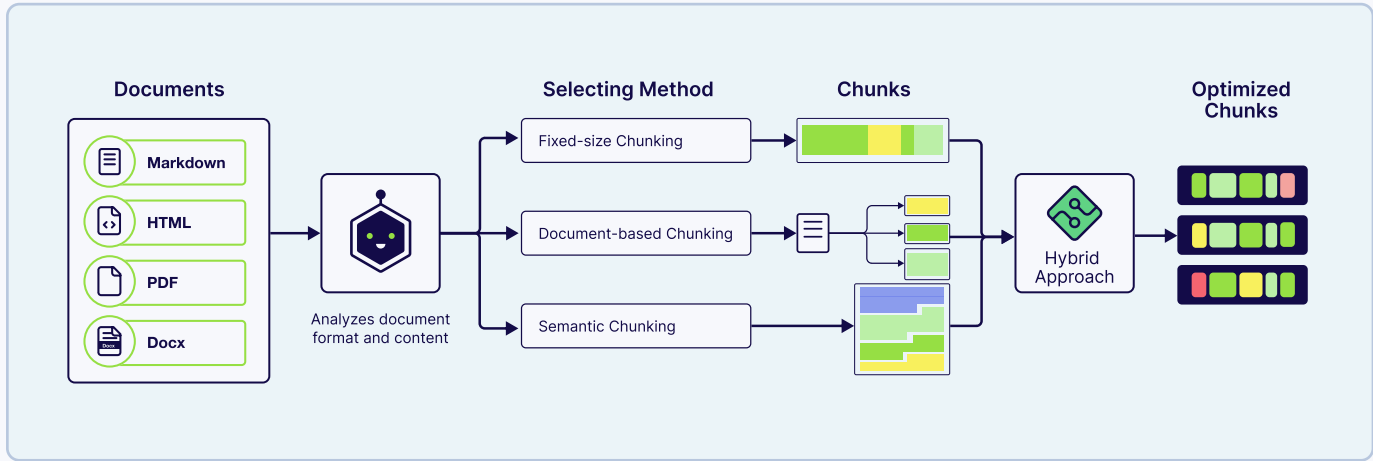 Documents
Markdown
HTML
PDF
Docx
Docx
Analyzes document
format and content
Selecting Method
Fixed-size Chunking
Document-based Chunking
Semantic Chunking
Chunks
Hybrid
Approach
Optimized
Chunks